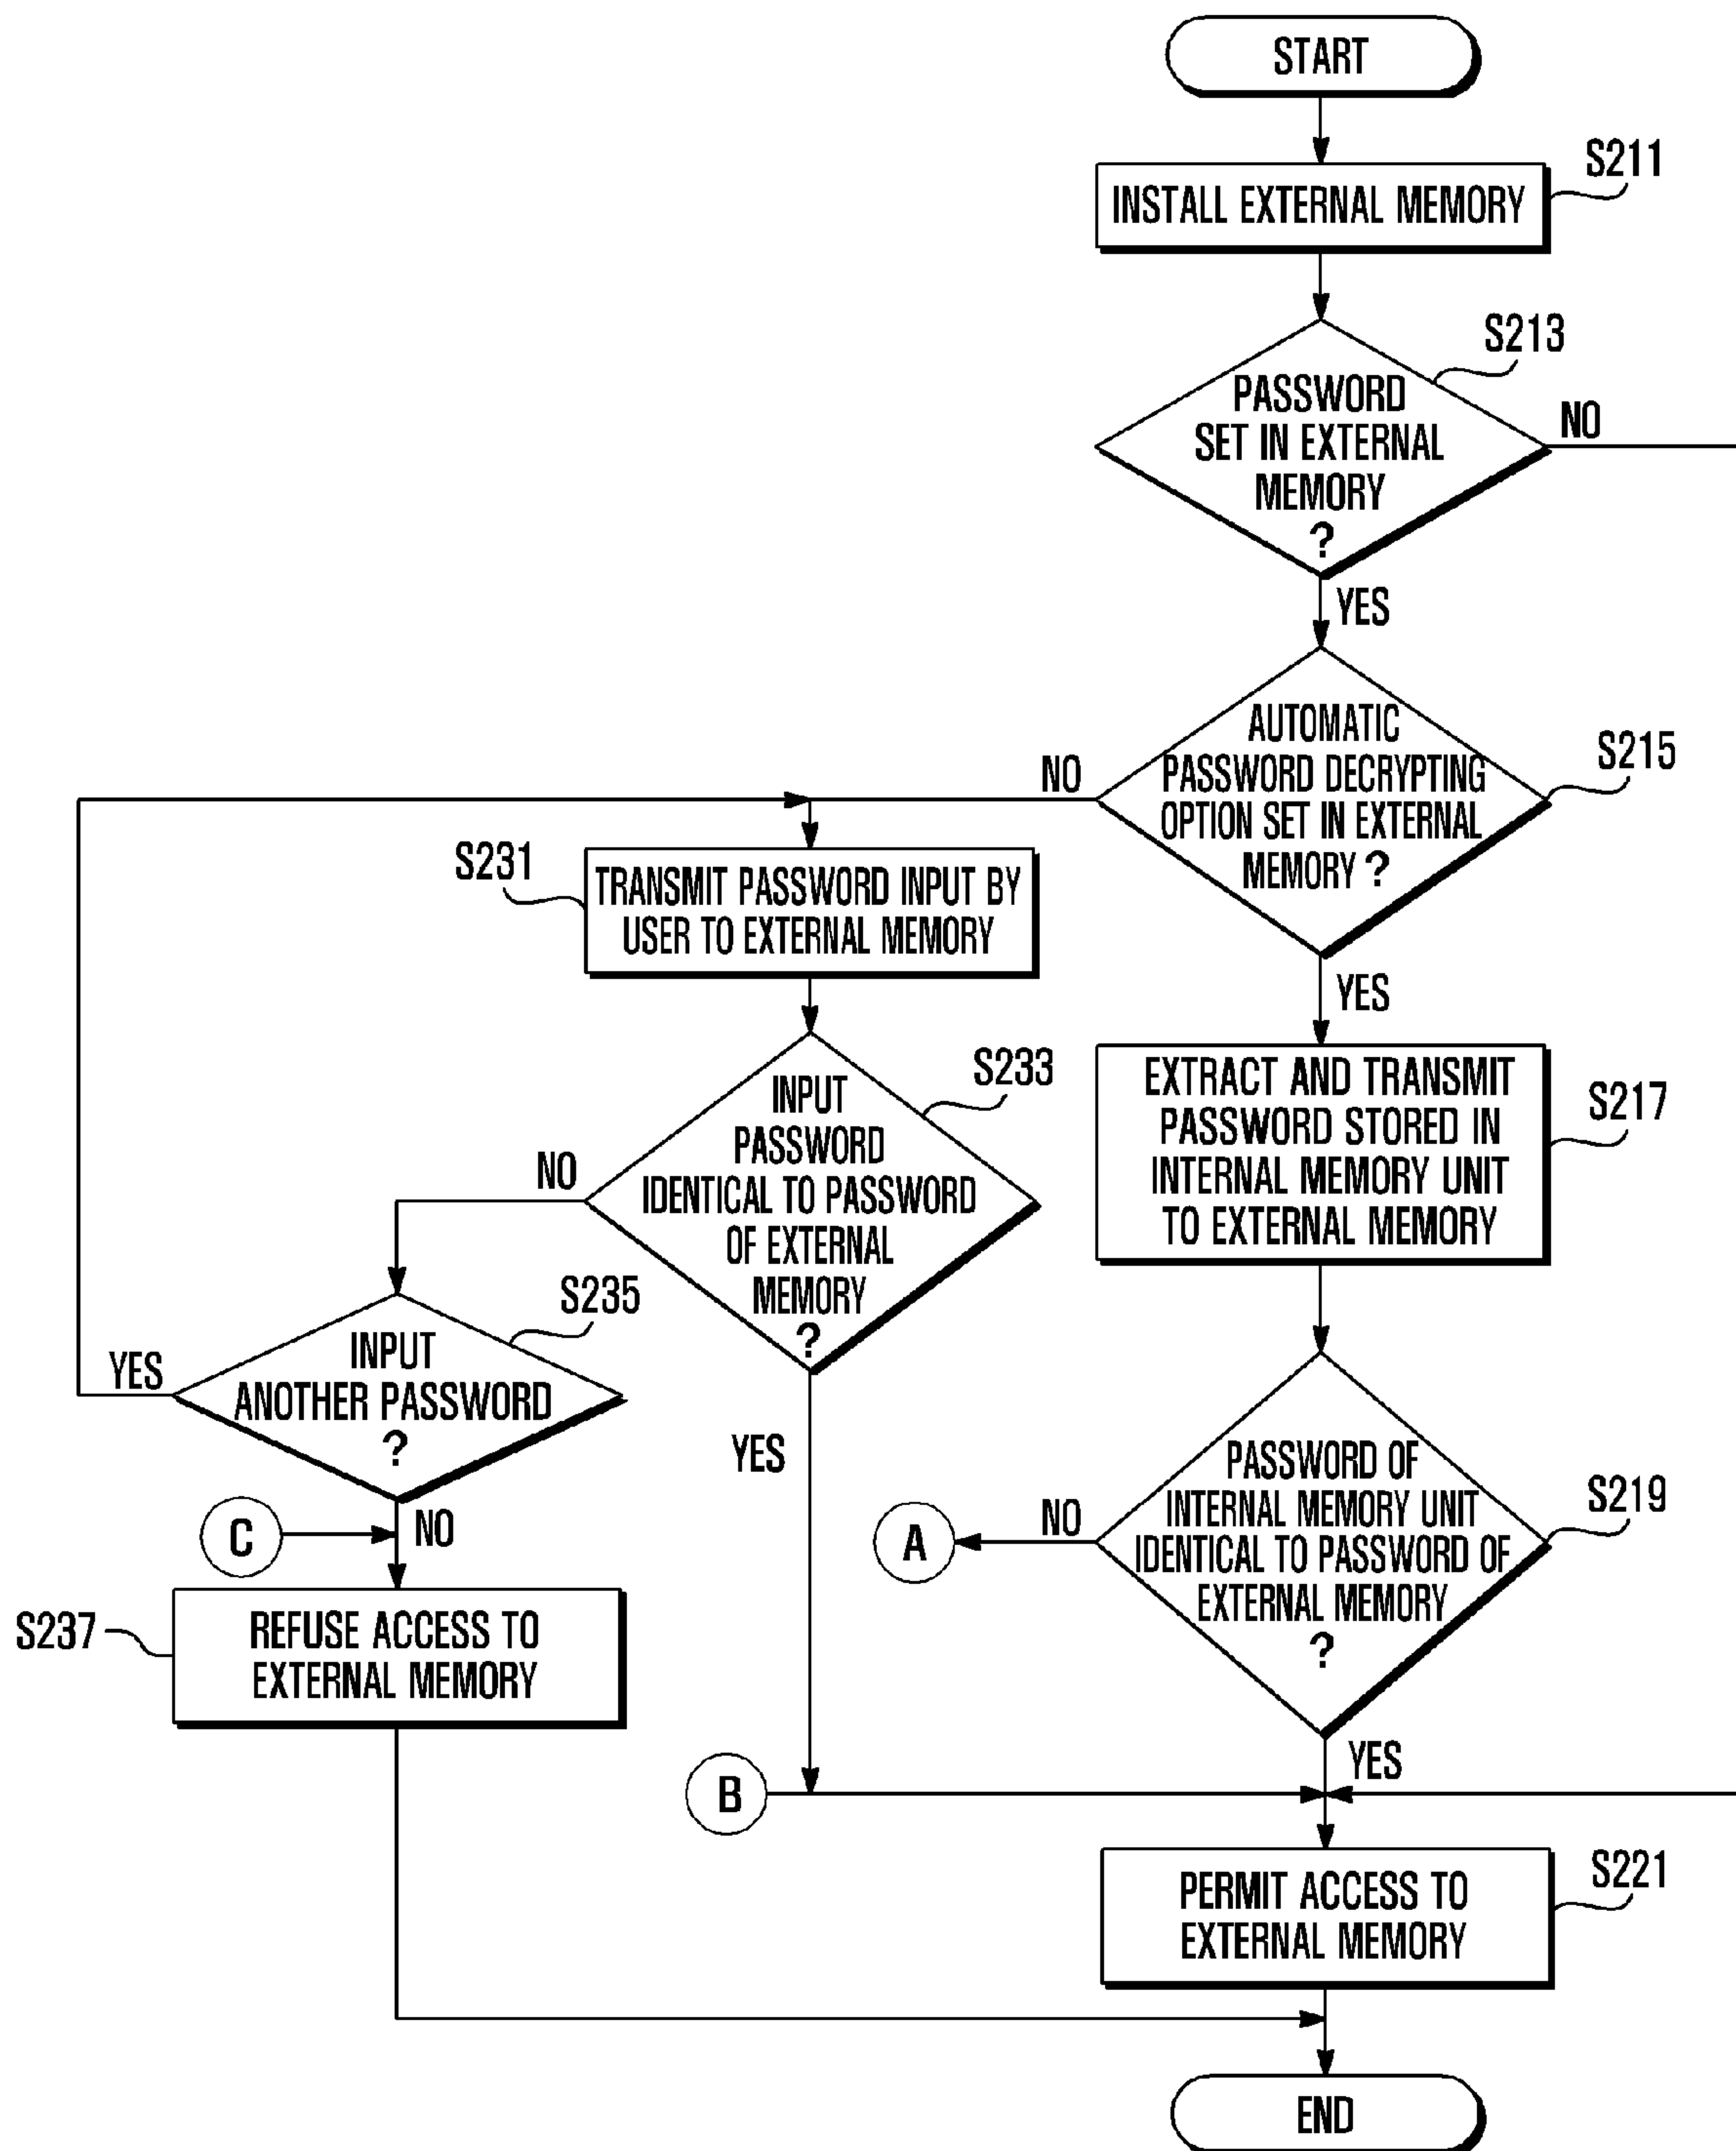 START
S211
INSTALL EXTERNAL MEMORY
S213
PASSWORD
SET IN EXTERNAL
MEMORY
?
NO
YES
AUTOMATIC
PASSWORD DECRYPTING
OPTION SET IN EXTERNAL
MEMORY ?
S215
NO
YES
S231
TRANSMIT PASSWORD INPUT BY
USER TO EXTERNAL MEMORY
S233
INPUT
PASSWORD
IDENTICAL TO PASSWORD
OF EXTERNAL
MEMORY
?
NO
YES
S217
EXTRACT AND TRANSMIT
PASSWORD STORED IN
INTERNAL MEMORY UNIT
TO EXTERNAL MEMORY
S235
INPUT
ANOTHER PASSWORD
?
YES
NO
C
S219
PASSWORD OF
INTERNAL MEMORY UNIT
IDENTICAL TO PASSWORD OF
EXTERNAL MEMORY
?
NO
A
YES
S237
REFUSE ACCESS TO
EXTERNAL MEMORY
B
S221
PERMIT ACCESS TO
EXTERNAL MEMORY
END